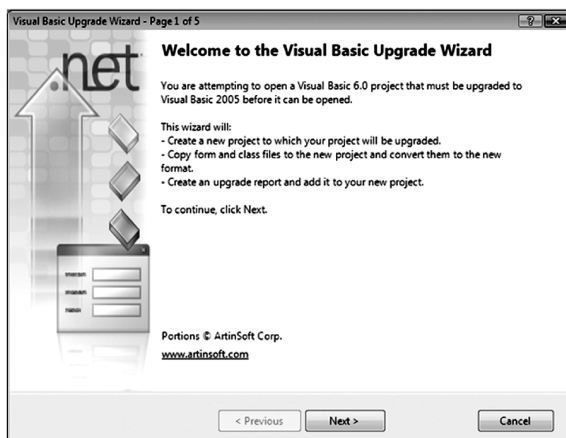 Visual Basic Upgrade Wizard - Page 1 of 5
.net
Welcome to the Visual Basic Upgrade Wizard
You are attempting to open a Visual Basic 6.0 project that must be upgraded to
Visual Basic 2005 before it can be opened.
This wizard will:
- Create a new project to which your project will be upgraded.
- Copy form and class files to the new project and convert them to the new
format.
- Create an upgrade report and add it to your new project.
To continue, click Next.
Portions © ArtinSoft Corp.
www.artinsoft.com
< Previous
Next >
Cancel